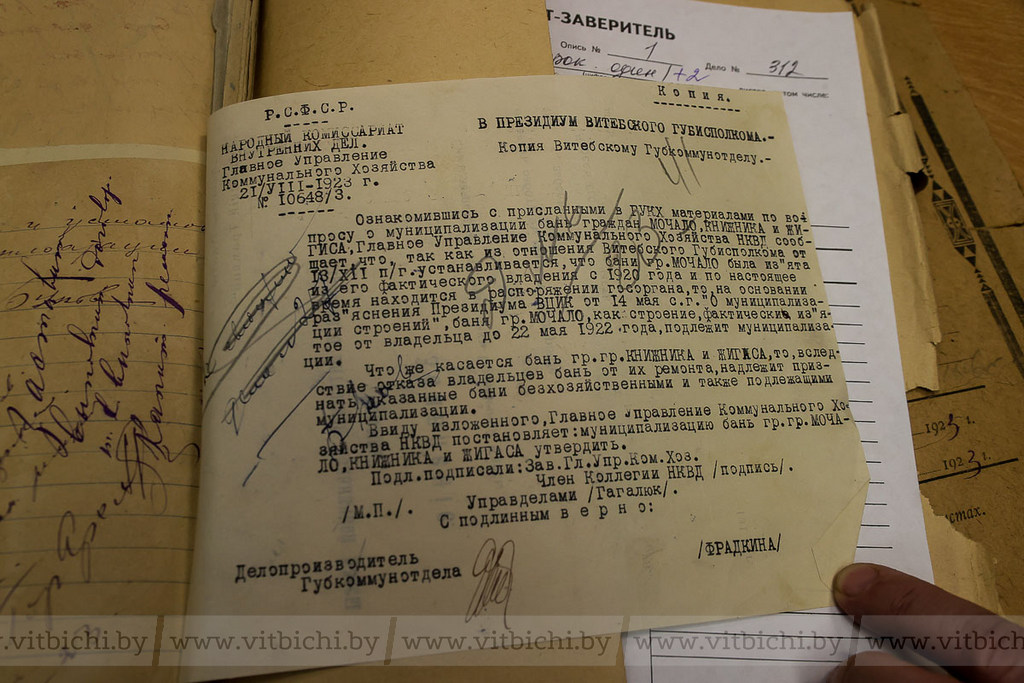 Т-ЗАВЕРИТЕЛЬ
Опись № 1
один 1+2 Дело № 312
том числе:
Р.С.Ф.С.Р.
НАРОДНЫЙ КОМИССАРИАТ
ВНУТРЕННИХ ДЕЛ.
Главное Управление
Коммунального Хозяйства
21/VIII-1923 г.
№ 10648/3.
Копия.
В ПРЕЗИДИУМ ВИТЕБСКОГО ГУБИСПОЛКОМА.-
Копия Витебскому Губкоммунотделу.-
Ознакомившись с присланными в ГУКХ материалами по во-
просу о муниципализации бань граждан МОЧАЛО, КНИЖНИКА и ЖИ-
ГИСА, Главное Управление Коммунального Хозяйства НКВД сооб-
щает, что, так как из отношения Витебского Губисполкома от
13/XII п/г. устанавливается, что баня гр. МОЧАЛО была из"ята
из его фактического владения с 1920 года и по настоящее
время находится в распоряжении госоргана, то, на основании
раз"яснения Президиума ВЦИК от 14 мая с.г. "О муниципализа-
ции строений", баня гр. МОЧАЛО, как строение, фактически из"я-
тое от владельца до 22 мая 1922 года, подлежит муниципализа-
ции.
Что же касается бань гр.гр. КНИЖНИКА и ЖИГАСА, то, вслед-
ствие отказа владельцев бань от их ремонта, надлежит приз-
нать указанные бани безхозяйственными и также подлежащими
муниципализации.
Ввиду изложенного, Главное Управление Коммунального Хо-
зяйства НКВД постановляет: муниципализацию бань гр.гр. МОЧА-
ЛО, КНИЖНИКА и ЖИГАСА утвердить.
Подл. подписали: Зав. Гл. Упр. Ком. Хоз.
Член Коллегии НКВД /подпись/.
/М.П./. Управделами /Гагалюк/.
С подлинным верно:
Делопроизводитель
Губкоммунотдела
/ФРАДКИНА/
1923 г.
1923 г.
www.vitbichi.by www.vitbichi.by www.vitbichi.by www.vitbichi.by www.vitbichi.by